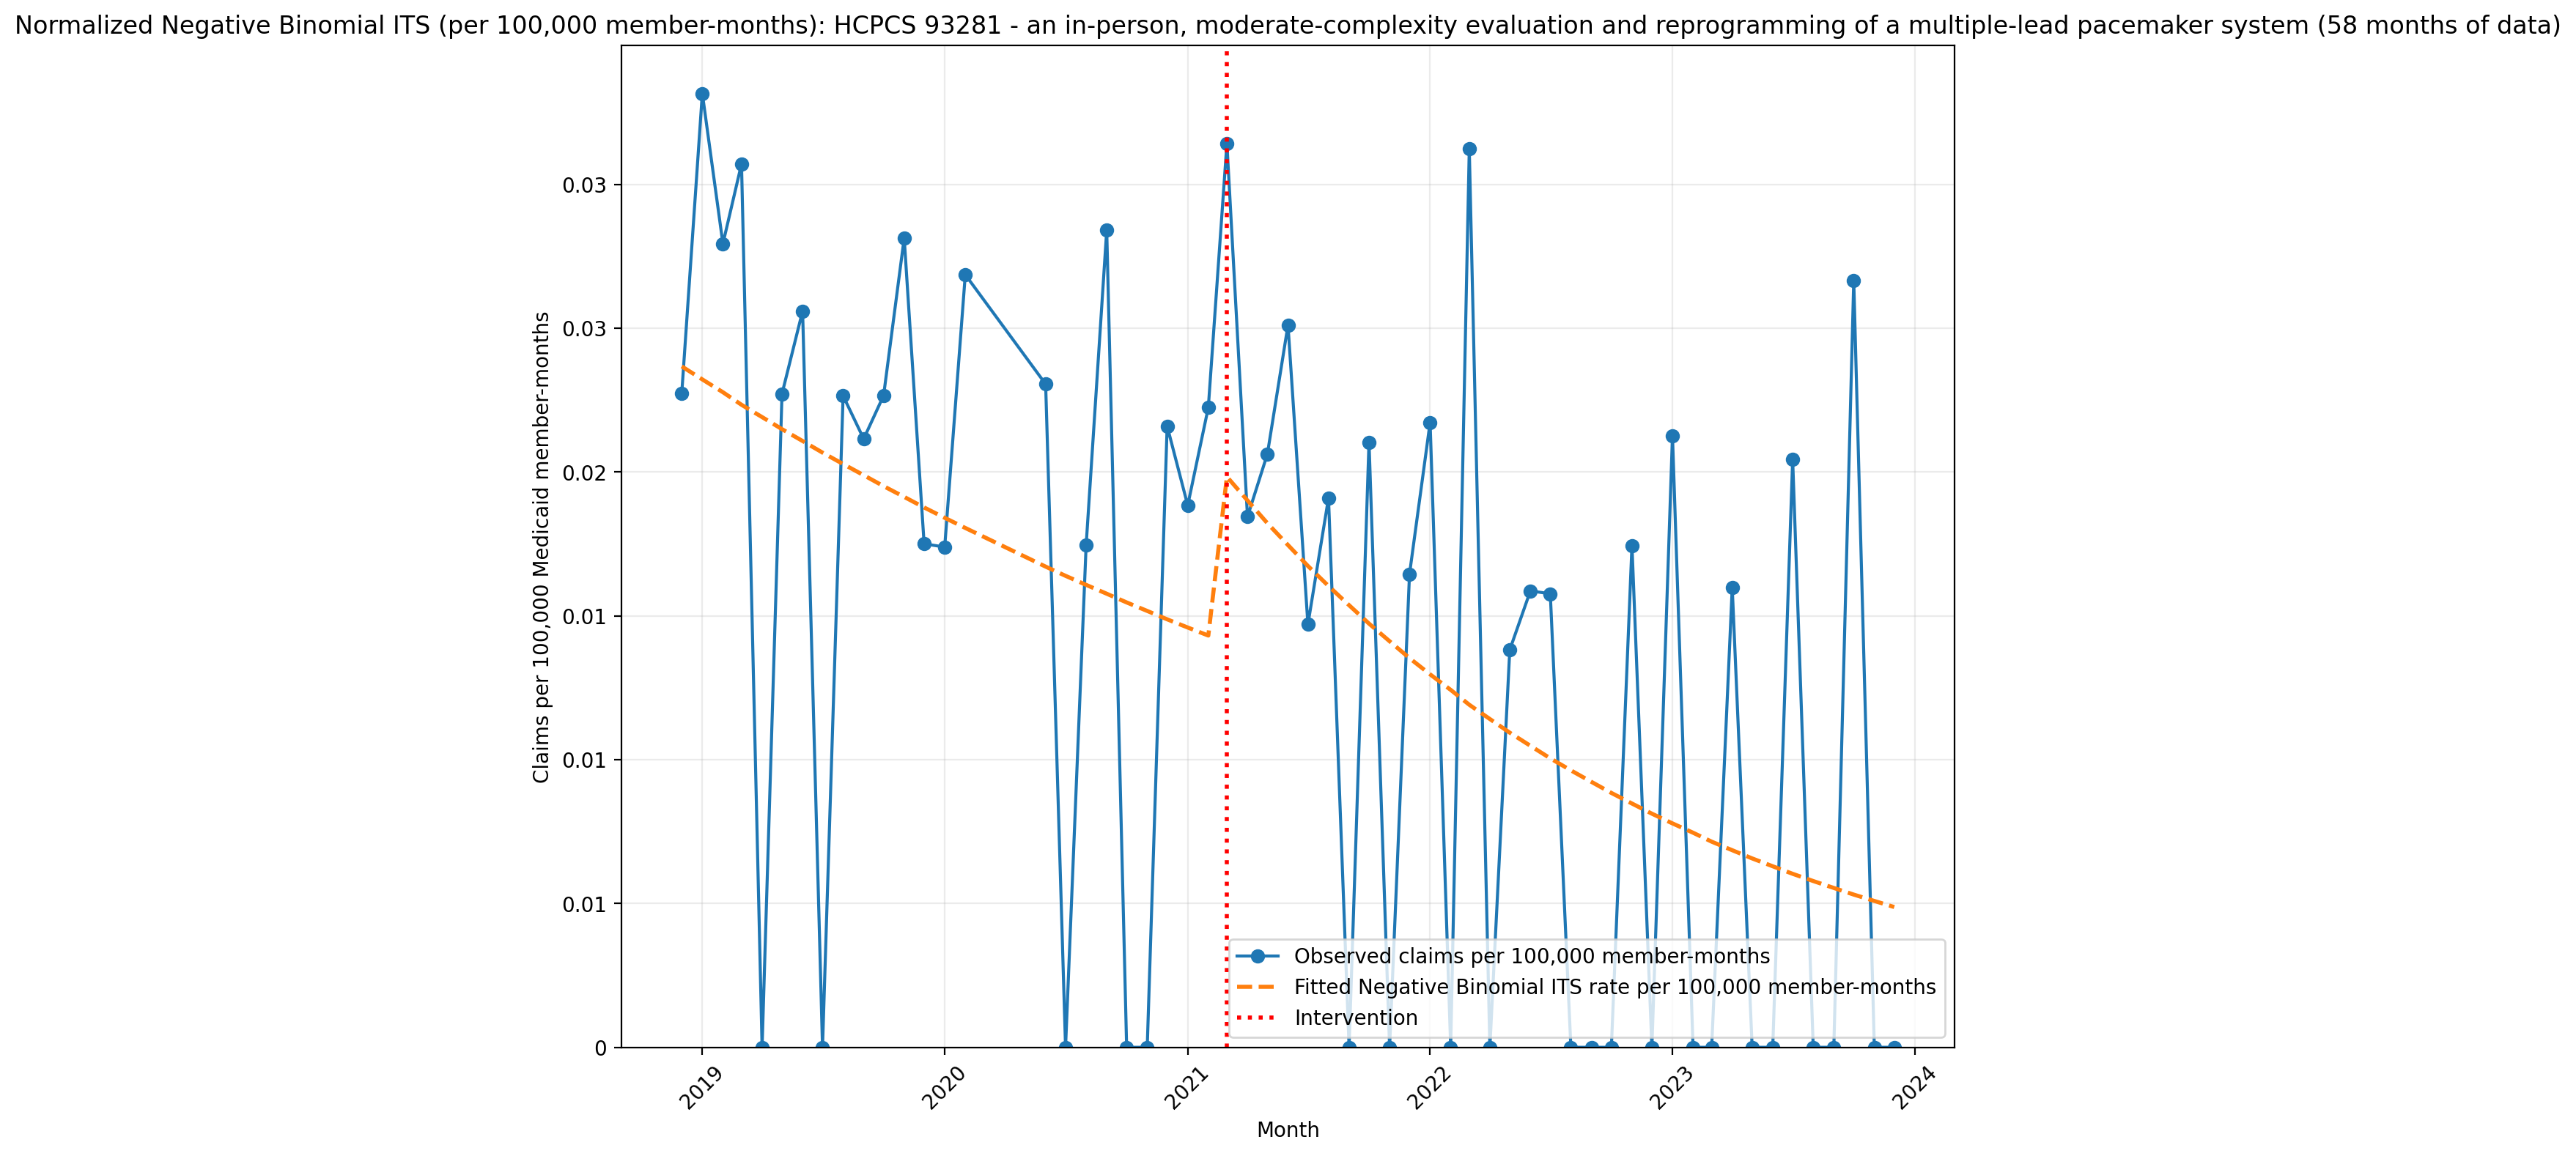 Normalized Negative Binomial ITS (per 100,000 member-months): HCPCS 93281 - an in-person, moderate-complexity evaluation and reprogramming of a multiple-lead pacemaker system (58 months of data)
Claims per 100,000 Medicaid member-months
0.03
0.03
0.02
0.01
0.01
0.01
0
Observed claims per 100,000 member-months
Fitted Negative Binomial ITS rate per 100,000 member-months
Intervention
2019
2020
2021
2022
2023
2024
Month